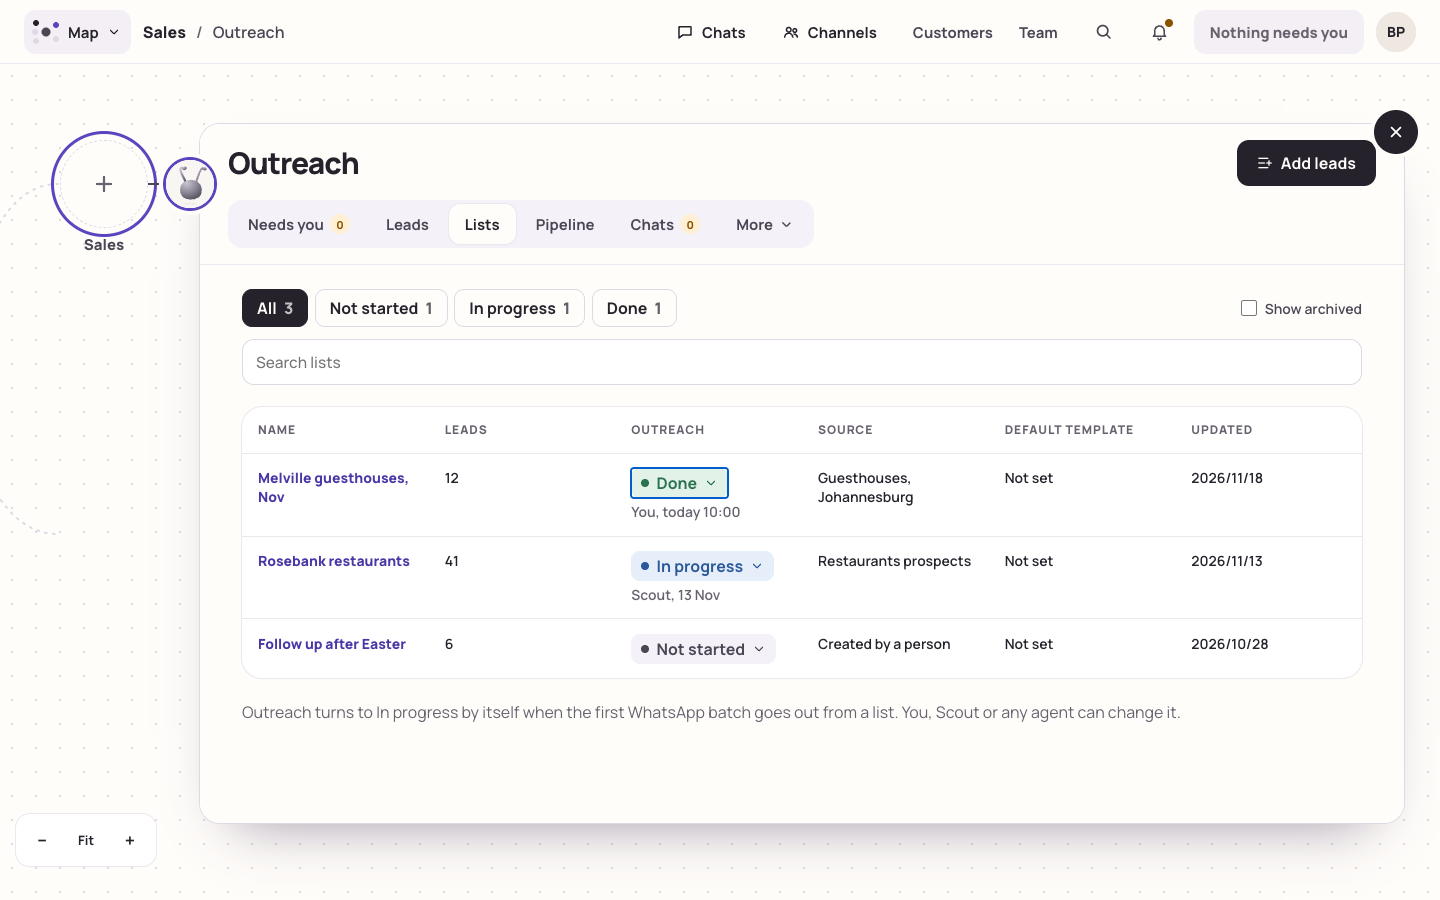 Map
Sales / Outreach
Chats
Channels
Customers
Team
Nothing needs you
BP
Sales
Outreach
Add leads
Needs you 0
Leads
Lists
Pipeline
Chats 0
More
All 3
Not started 1
In progress 1
Done 1
Show archived
Search lists
NAME LEADS OUTREACH SOURCE DEFAULT TEMPLATE UPDATED
Melville guesthouses, 12 Done Guesthouses, Not set 2026/11/18
Nov Johannesburg
You, today 10:00
Rosebank restaurants 41 In progress Restaurants prospects Not set 2026/11/13
Scout, 13 Nov
Follow up after Easter 6 Not started Created by a person Not set 2026/10/28
Outreach turns to In progress by itself when the first WhatsApp batch goes out from a list. You, Scout or any agent can change it.
− Fit +